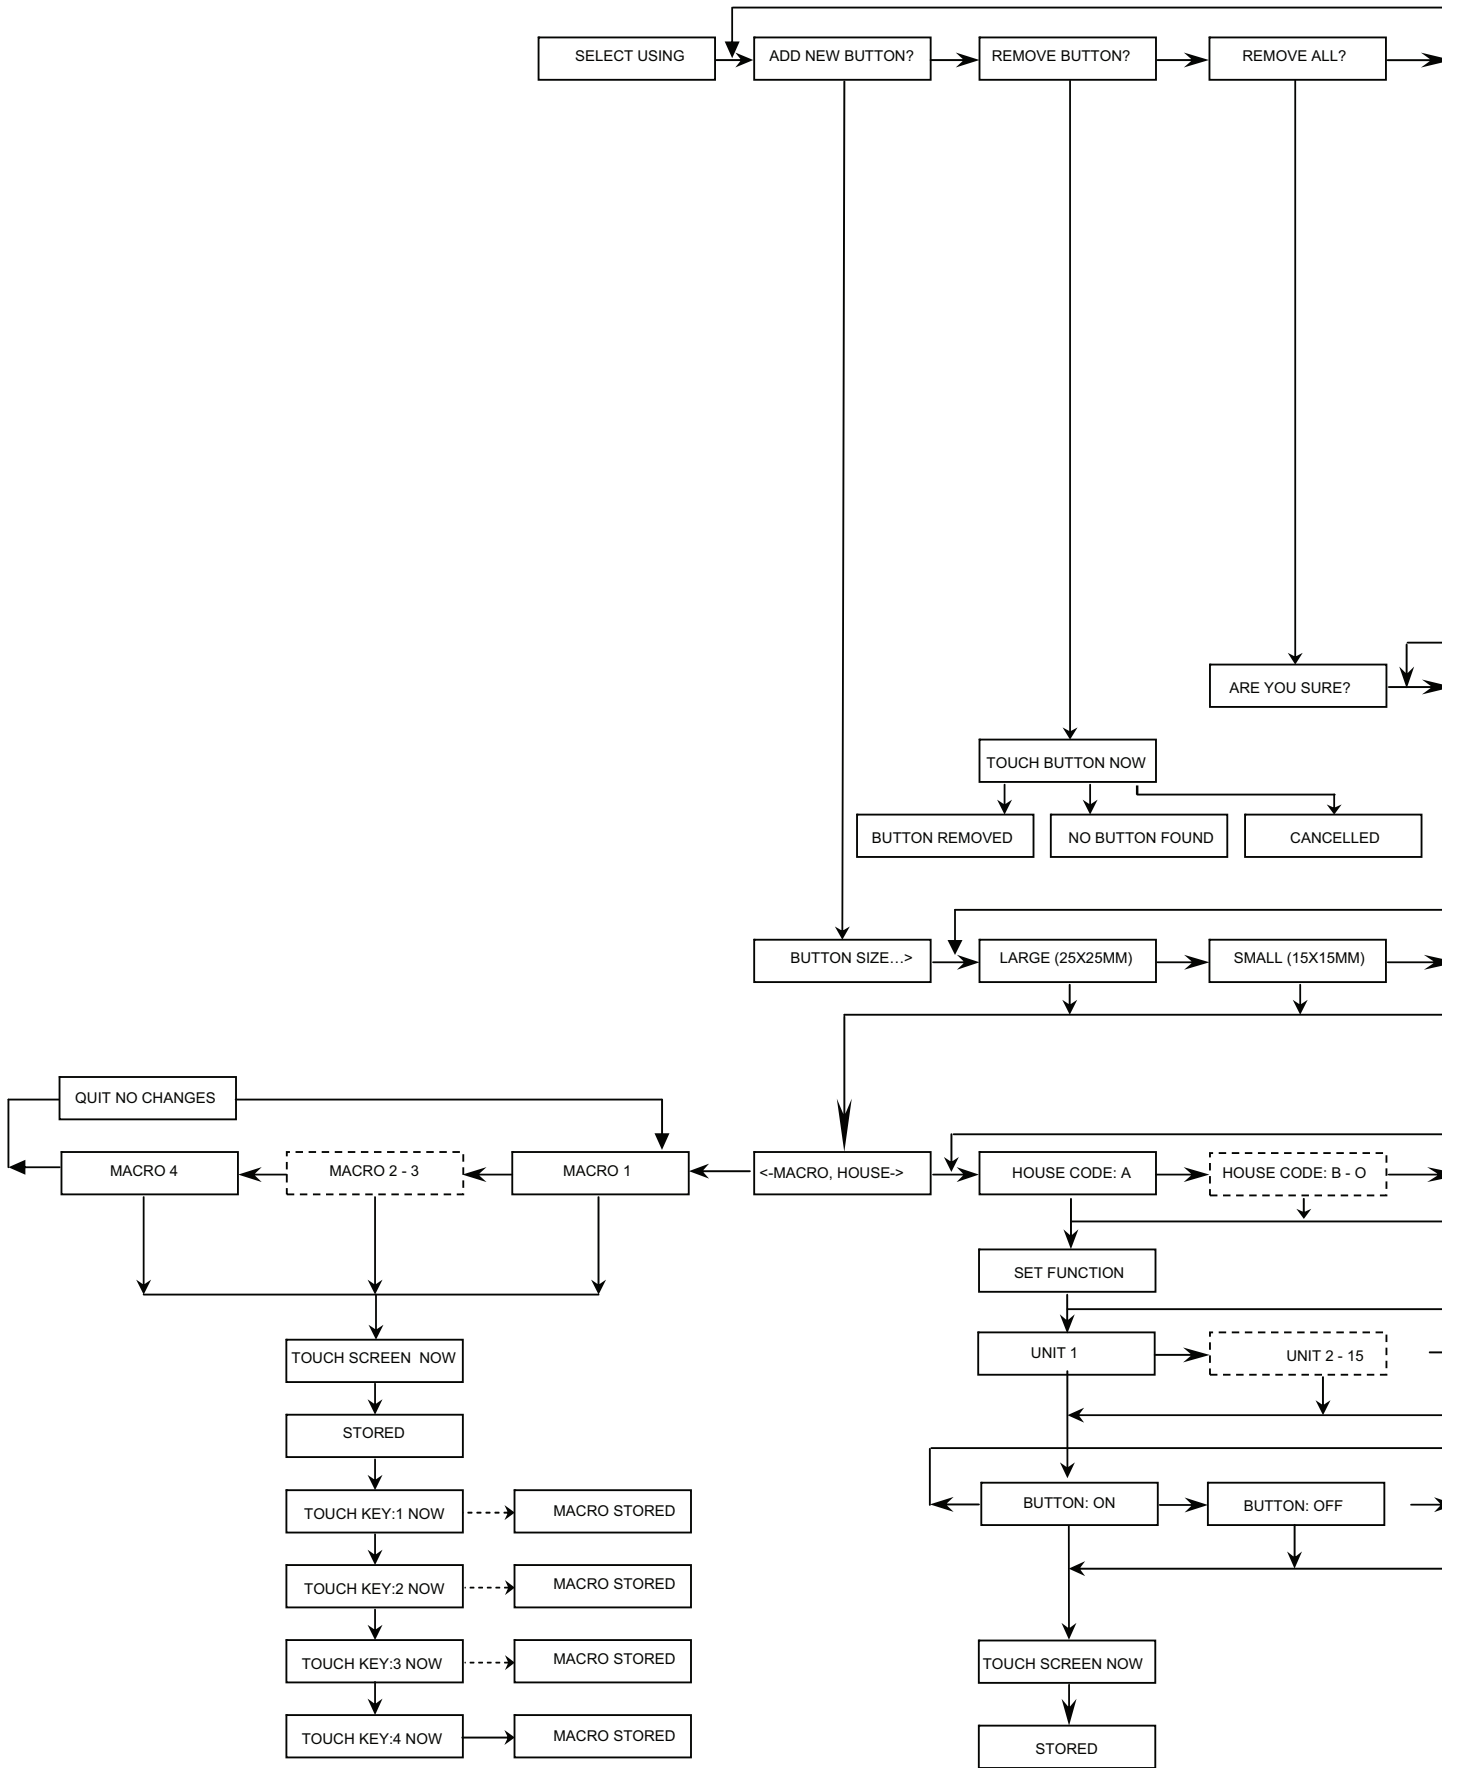 SELECT USING
ADD NEW BUTTON?
REMOVE BUTTON?
REMOVE ALL?
ARE YOU SURE?
TOUCH BUTTON NOW
BUTTON REMOVED
NO BUTTON FOUND
CANCELLED
BUTTON SIZE...>
LARGE (25X25MM)
SMALL (15X15MM)
QUIT NO CHANGES
MACRO 4
MACRO 2 - 3
MACRO 1
<-MACRO, HOUSE->
HOUSE CODE: A
HOUSE CODE: B - O
SET FUNCTION
UNIT 1
UNIT 2 - 15
TOUCH SCREEN  NOW
STORED
TOUCH KEY:1 NOW
MACRO STORED
BUTTON: ON
BUTTON: OFF
TOUCH KEY:2 NOW
MACRO STORED
TOUCH KEY:3 NOW
MACRO STORED
TOUCH SCREEN NOW
TOUCH KEY:4 NOW
MACRO STORED
STORED